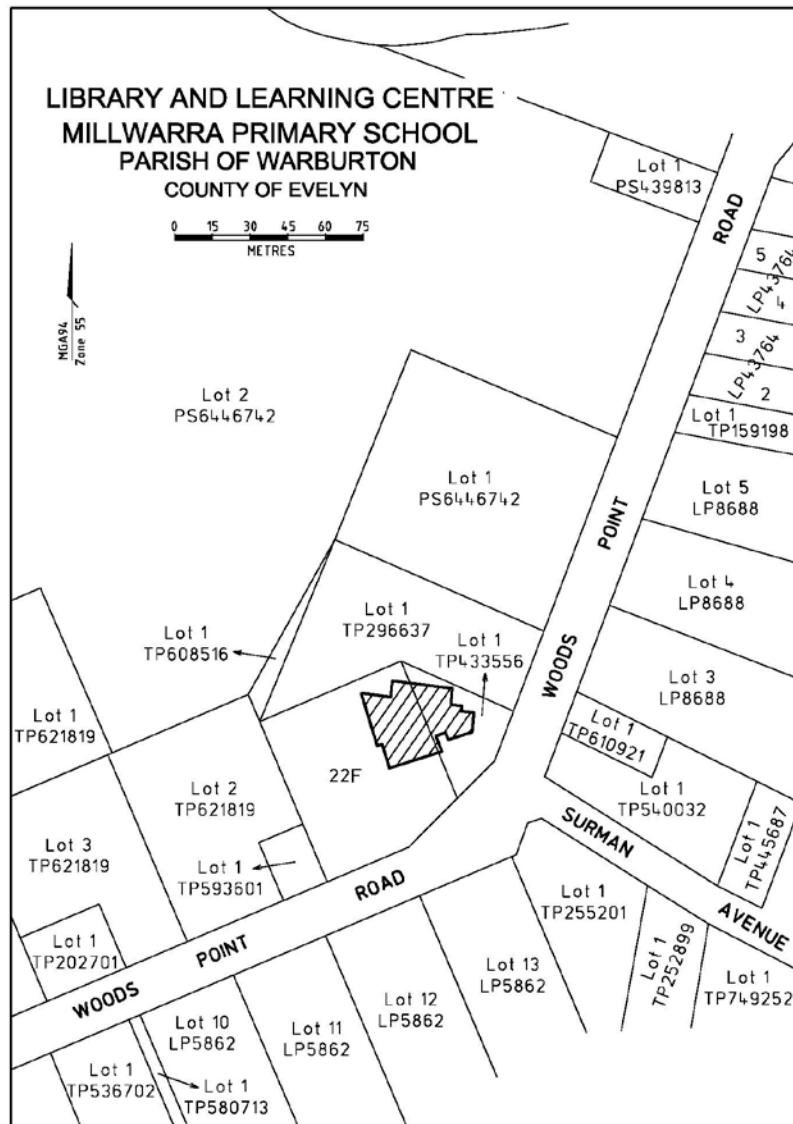 LIBRARY AND LEARNING CENTRE
MILLWARRA PRIMARY SCHOOL
PARISH OF WARBURTON
COUNTY OF EVELYN
0 15 30 45 60 75
METRES
MGA94
Zone 55
Lot 1
PS439813
ROAD
5
LP43764
4
3
LP43764
2
Lot 1
TP159198
Lot 2
PS6446742
Lot 1
PS6446742
Lot 5
LP8688
POINT
Lot 4
LP8688
Lot 1
TP296637
Lot 1
TP608516
Lot 1
TP433556
WOODS
Lot 3
LP8688
Lot 1
TP621819
Lot 1
TP610921
22F
Lot 2
TP621819
Lot 1
TP540032
Lot 1
TP445687
Lot 3
TP621819
Lot 1
TP593601
SURMAN
AVENUE
ROAD
Lot 1
TP255201
Lot 1
TP202701
POINT
WOODS
Lot 13
LP5862
Lot 1
TP252899
Lot 1
TP749252
Lot 12
LP5862
Lot 10
LP5862
Lot 11
LP5862
Lot 1
TP536702
Lot 1
TP580713